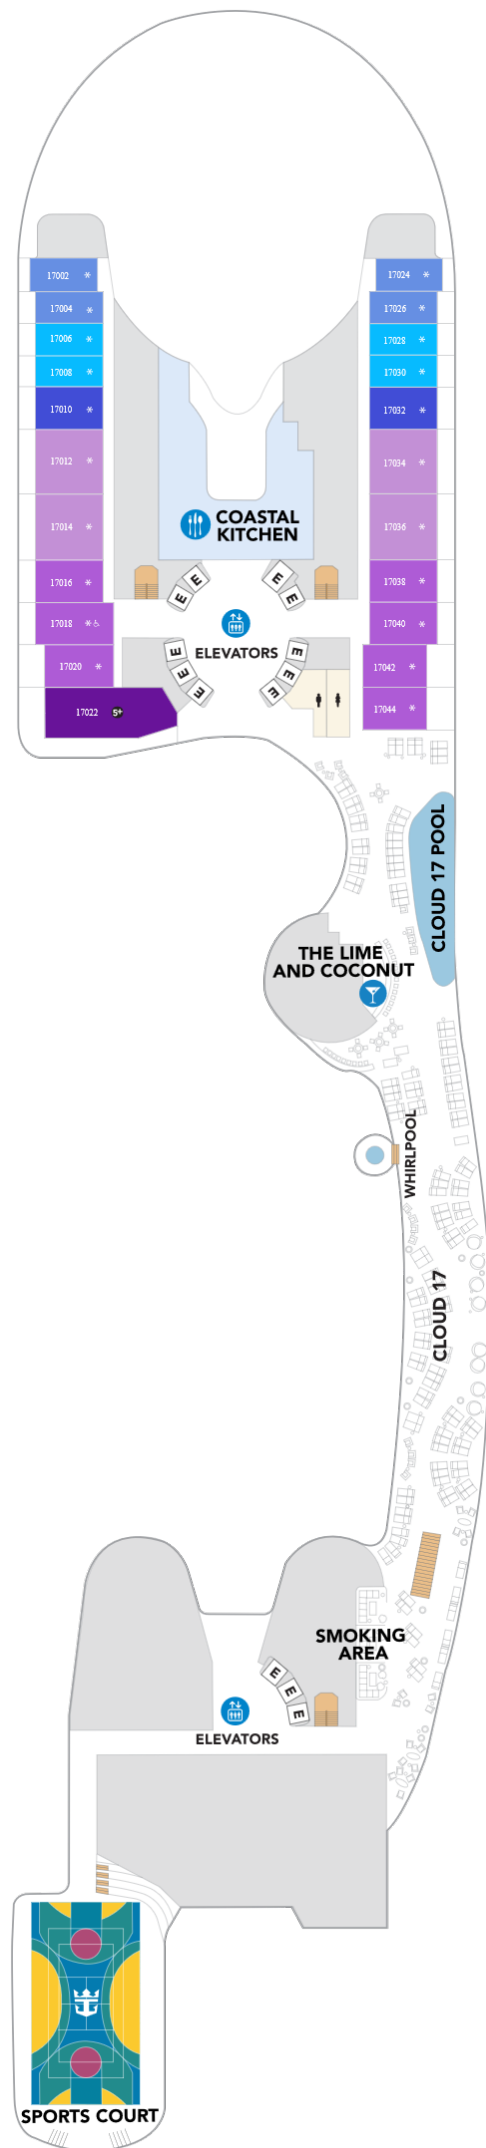 17002 *
17024 *
17004 *
17026 *
17006 *
17028 *
17008 *
17030 *
17010 *
17032 *
17012 *
17034 *
17014 *
17036 *
COASTAL
KITCHEN
17016 *
17038 *
E E E E
17018 *
17040 *
ELEVATORS
17020 *
17042 *
E E E E E E
17022 5+
17044 *
CLOUD 17 POOL
THE LIME
AND COCONUT
WHIRLPOOL
CLOUD 17
SMOKING
AREA
E E E
ELEVATORS
SPORTS COURT